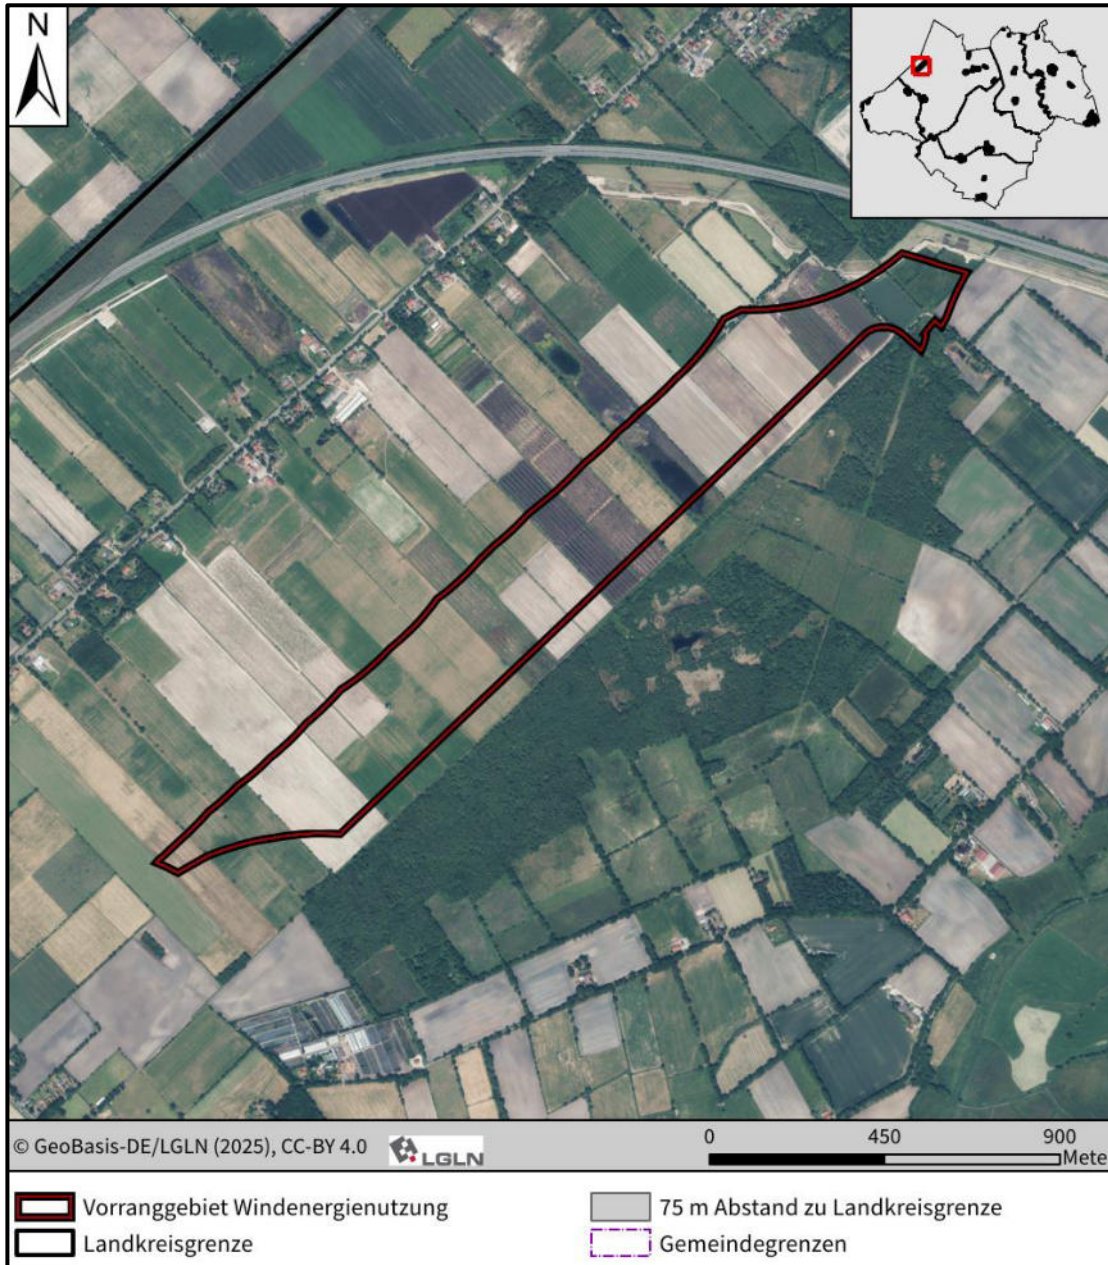 N
© GeoBasis-DE/LGLN (2025), CC-BY 4.0
LGLN
0 450 900
Mete
Vorranggebiet Windenergienutzung
75 m Abstand zu Landkreisgrenze
Landkreisgrenze
Gemeindegrenzen